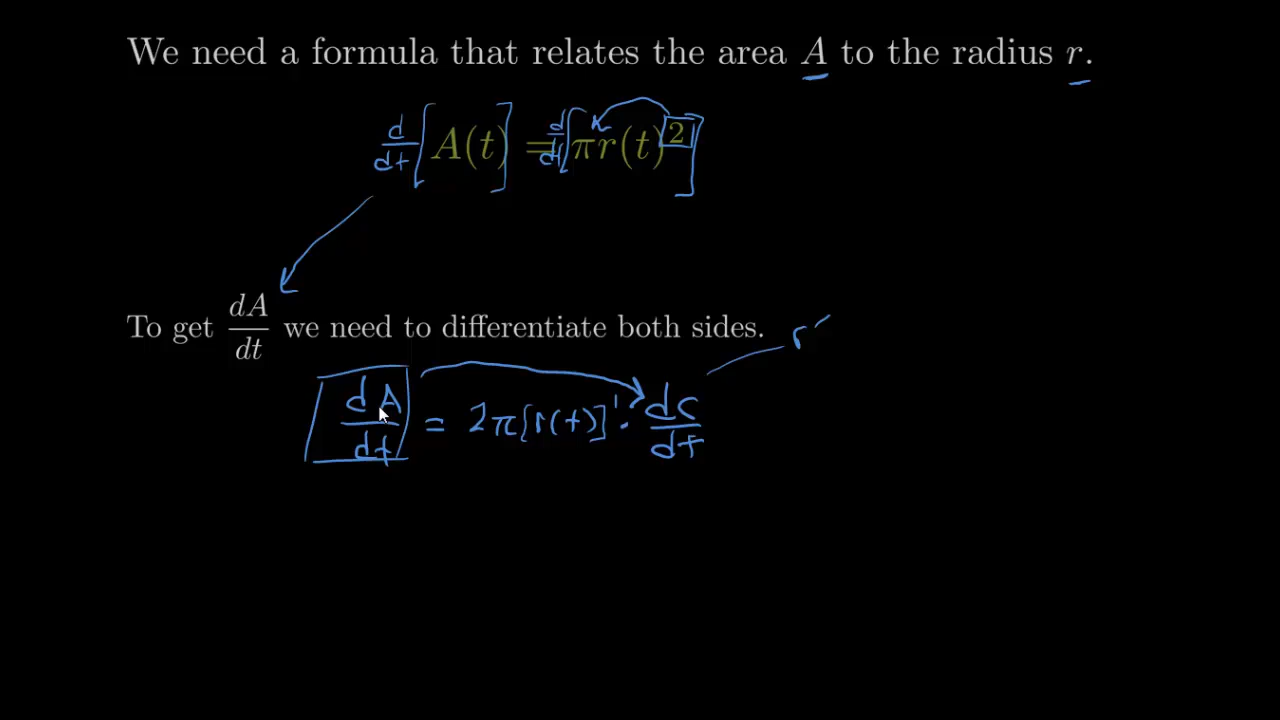 We need a formula that relates the area A to the radius r.
d/dt [A(t)] = d/dt [πr(t)²]
To get dA/dt we need to differentiate both sides.
r'
dA/dt = 2π[r(t)]¹ · dr/dt